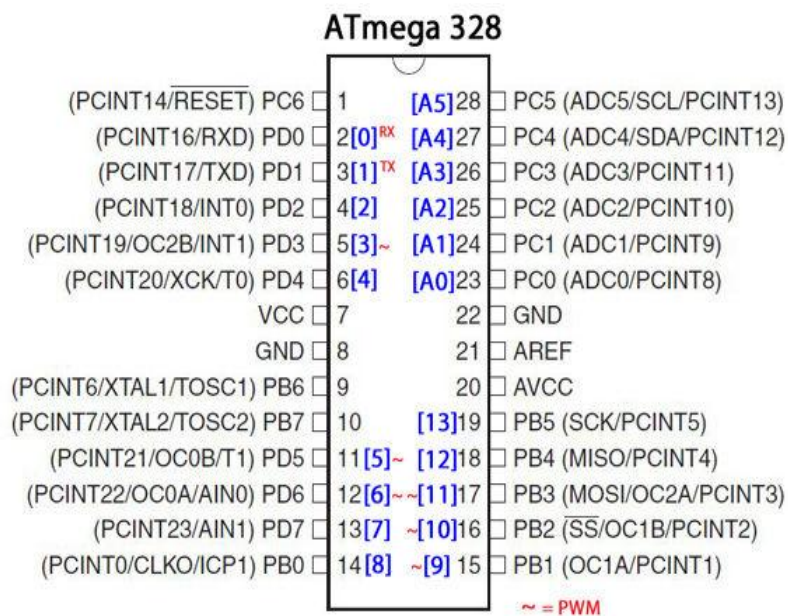 ATmega 328
(PCINT14/RESET) PC6 1 [A5] 28 PC5 (ADC5/SCL/PCINT13)
(PCINT16/RXD) PD0 2 [0] RX [A4] 27 PC4 (ADC4/SDA/PCINT12)
(PCINT17/TXD) PD1 3 [1] TX [A3] 26 PC3 (ADC3/PCINT11)
(PCINT18/INT0) PD2 4 [2] [A2] 25 PC2 (ADC2/PCINT10)
(PCINT19/OC2B/INT1) PD3 5 [3]~ [A1] 24 PC1 (ADC1/PCINT9)
(PCINT20/XCK/T0) PD4 6 [4] [A0] 23 PC0 (ADC0/PCINT8)
VCC 7 22 GND
GND 8 21 AREF
(PCINT6/XTAL1/TOSC1) PB6 9 20 AVCC
(PCINT7/XTAL2/TOSC2) PB7 10 [13] 19 PB5 (SCK/PCINT5)
(PCINT21/OC0B/T1) PD5 11 [5]~ [12] 18 PB4 (MISO/PCINT4)
(PCINT22/OC0A/AIN0) PD6 12 [6]~ ~[11] 17 PB3 (MOSI/OC2A/PCINT3)
(PCINT23/AIN1) PD7 13 [7] ~[10] 16 PB2 (SS/OC1B/PCINT2)
(PCINT0/CLKO/ICP1) PB0 14 [8] ~[9] 15 PB1 (OC1A/PCINT1)
~ = PWM